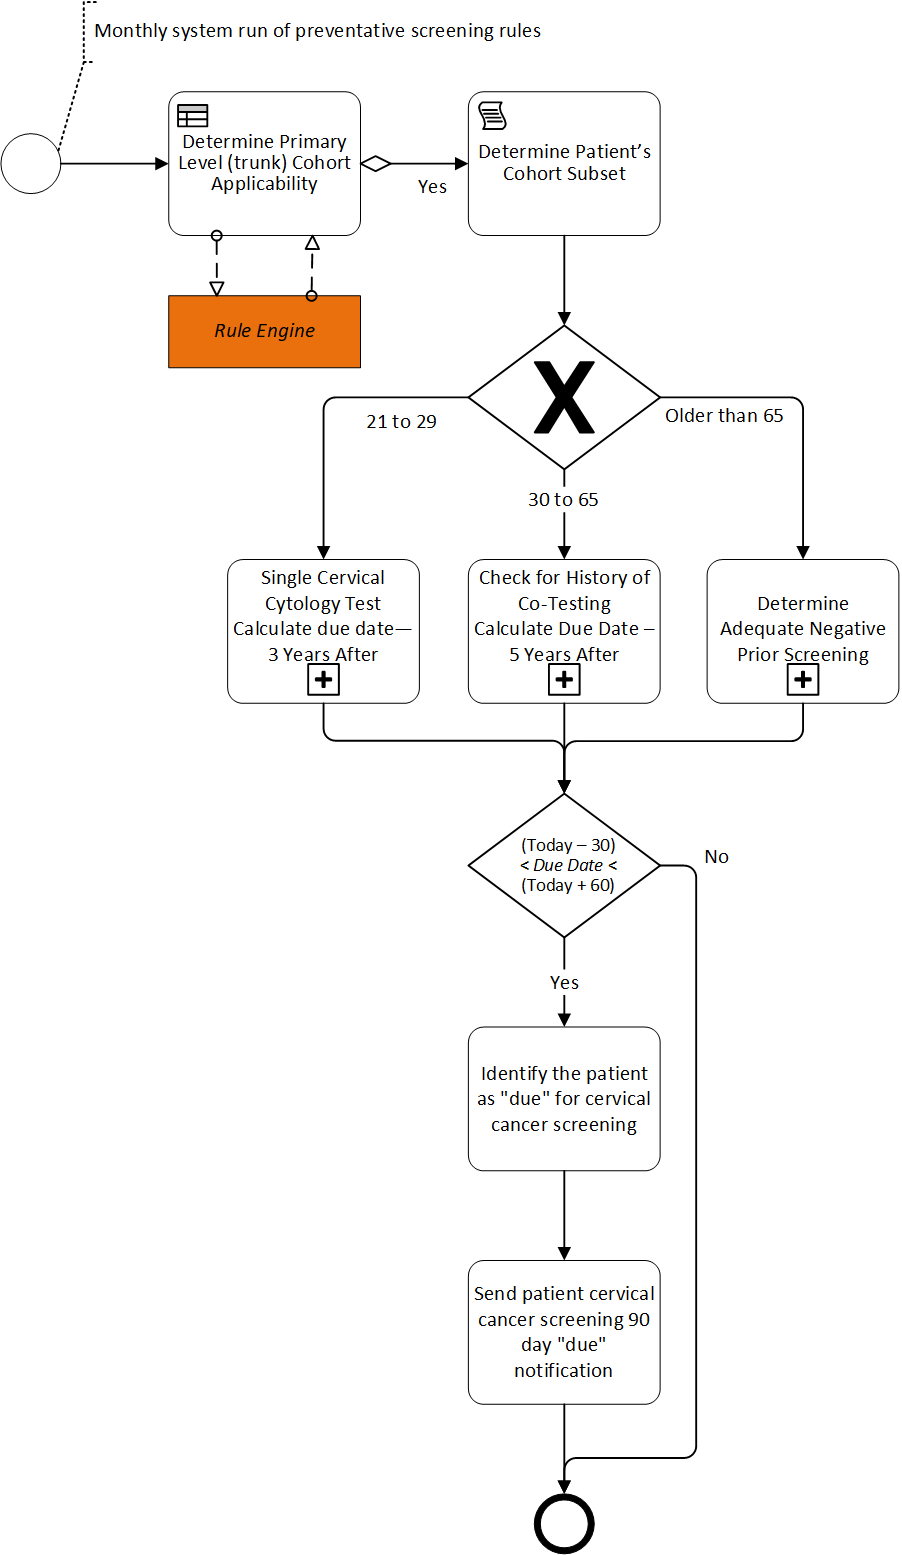 Monthly system run of preventative screening rules
Determine Primary
Level (trunk) Cohort
Applicability
Yes
Determine Patient’s
Cohort Subset
Rule Engine
X
21 to 29
Older than 65
30 to 65
Single Cervical
Cytology Test
Calculate due date—
3 Years After
Check for History of
Co-Testing
Calculate Due Date –
5 Years After
Determine
Adequate Negative
Prior Screening
(Today – 30)
< Due Date <
(Today + 60)
No
Yes
Identify the patient
as "due" for cervical
cancer screening
Send patient cervical
cancer screening 90
day "due"
notification